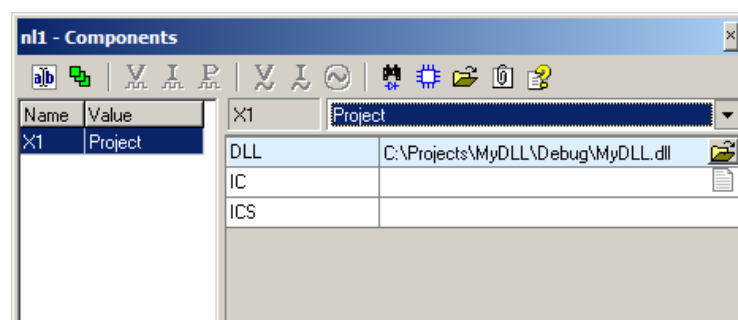 nl1 - Components
Name Value X1 Project
X1 Project
DLL C:\Projects\MyDLL\Debug\MyDLL.dll
IC
ICS